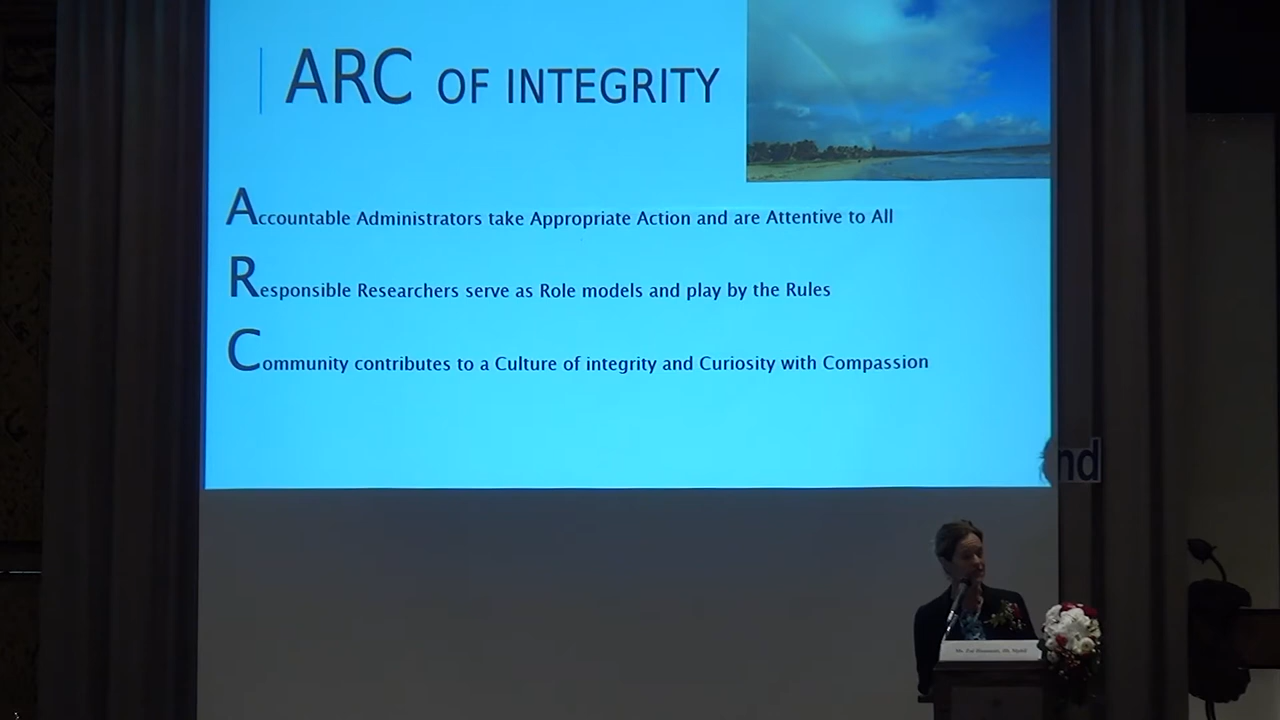 ARC OF INTEGRITY
Accountable Administrators take Appropriate Action and are Attentive to All
Responsible Researchers serve as Role models and play by the Rules
Community contributes to a Culture of integrity and Curiosity with Compassion
nd